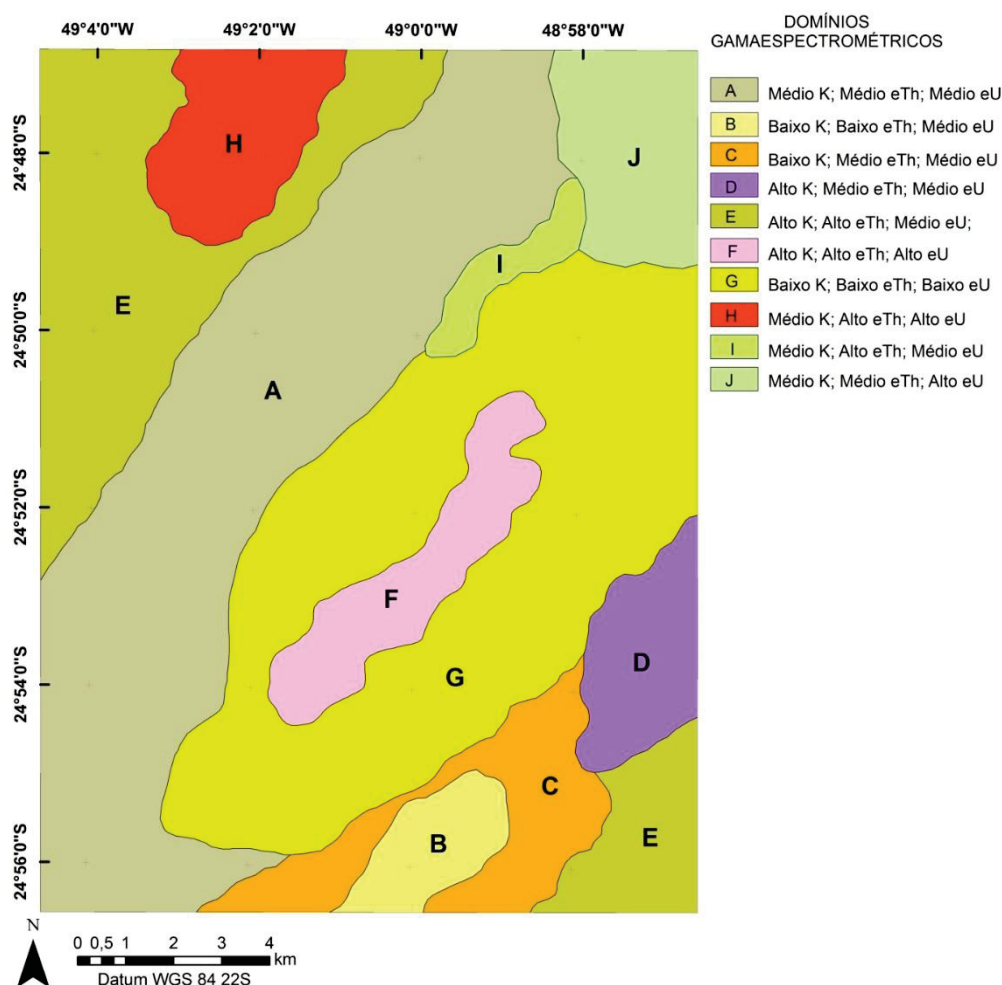 49°4'0"W 49°2'0"W 49°0'0"W 48°58'0"W
24°48'0"S
24°50'0"S
24°52'0"S
24°54'0"S
24°56'0"S
H
J
I
E
A
F
G
D
C
B
E
DOMÍNIOS
GAMAESPECTROMÉTRICOS
A Médio K; Médio eTh; Médio eU
B Baixo K; Baixo eTh; Médio eU
C Baixo K; Médio eTh; Médio eU
D Alto K; Médio eTh; Médio eU
E Alto K; Alto eTh; Médio eU;
F Alto K; Alto eTh; Alto eU
G Baixo K; Baixo eTh; Baixo eU
H Médio K; Alto eTh; Alto eU
I Médio K; Alto eTh; Médio eU
J Médio K; Médio eTh; Alto eU
N
0 0,5 1 2 3 4
km
Datum WGS 84 22S